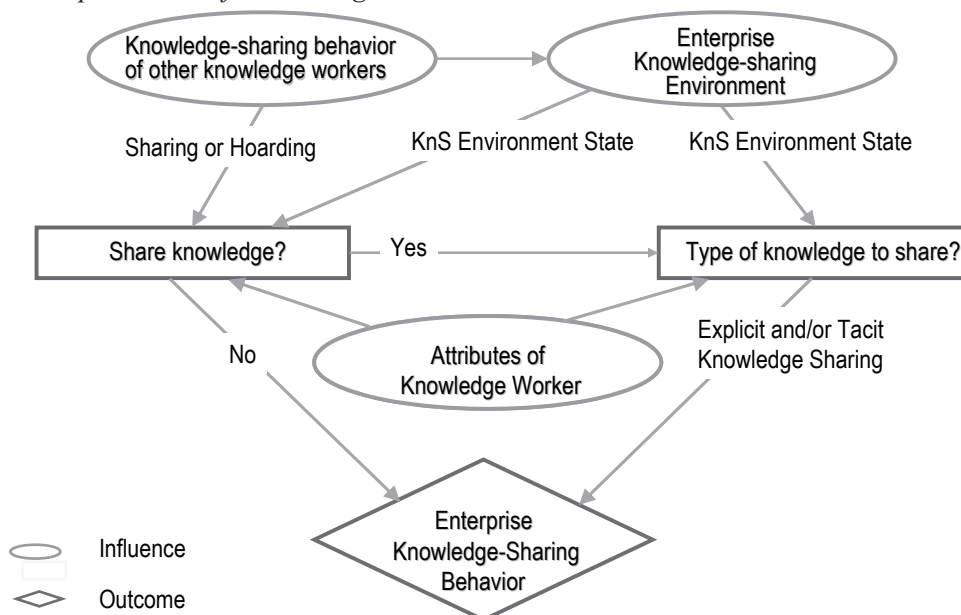 Knowledge-sharing behavior
of other knowledge workers
Enterprise
Knowledge-sharing
Environment
Sharing or Hoarding
KnS Environment State
KnS Environment State
Share knowledge?
Yes
Type of knowledge to share?
No
Attributes of
Knowledge Worker
Explicit and/or Tacit
Knowledge Sharing
Enterprise
Knowledge-Sharing
Behavior
Influence
Outcome